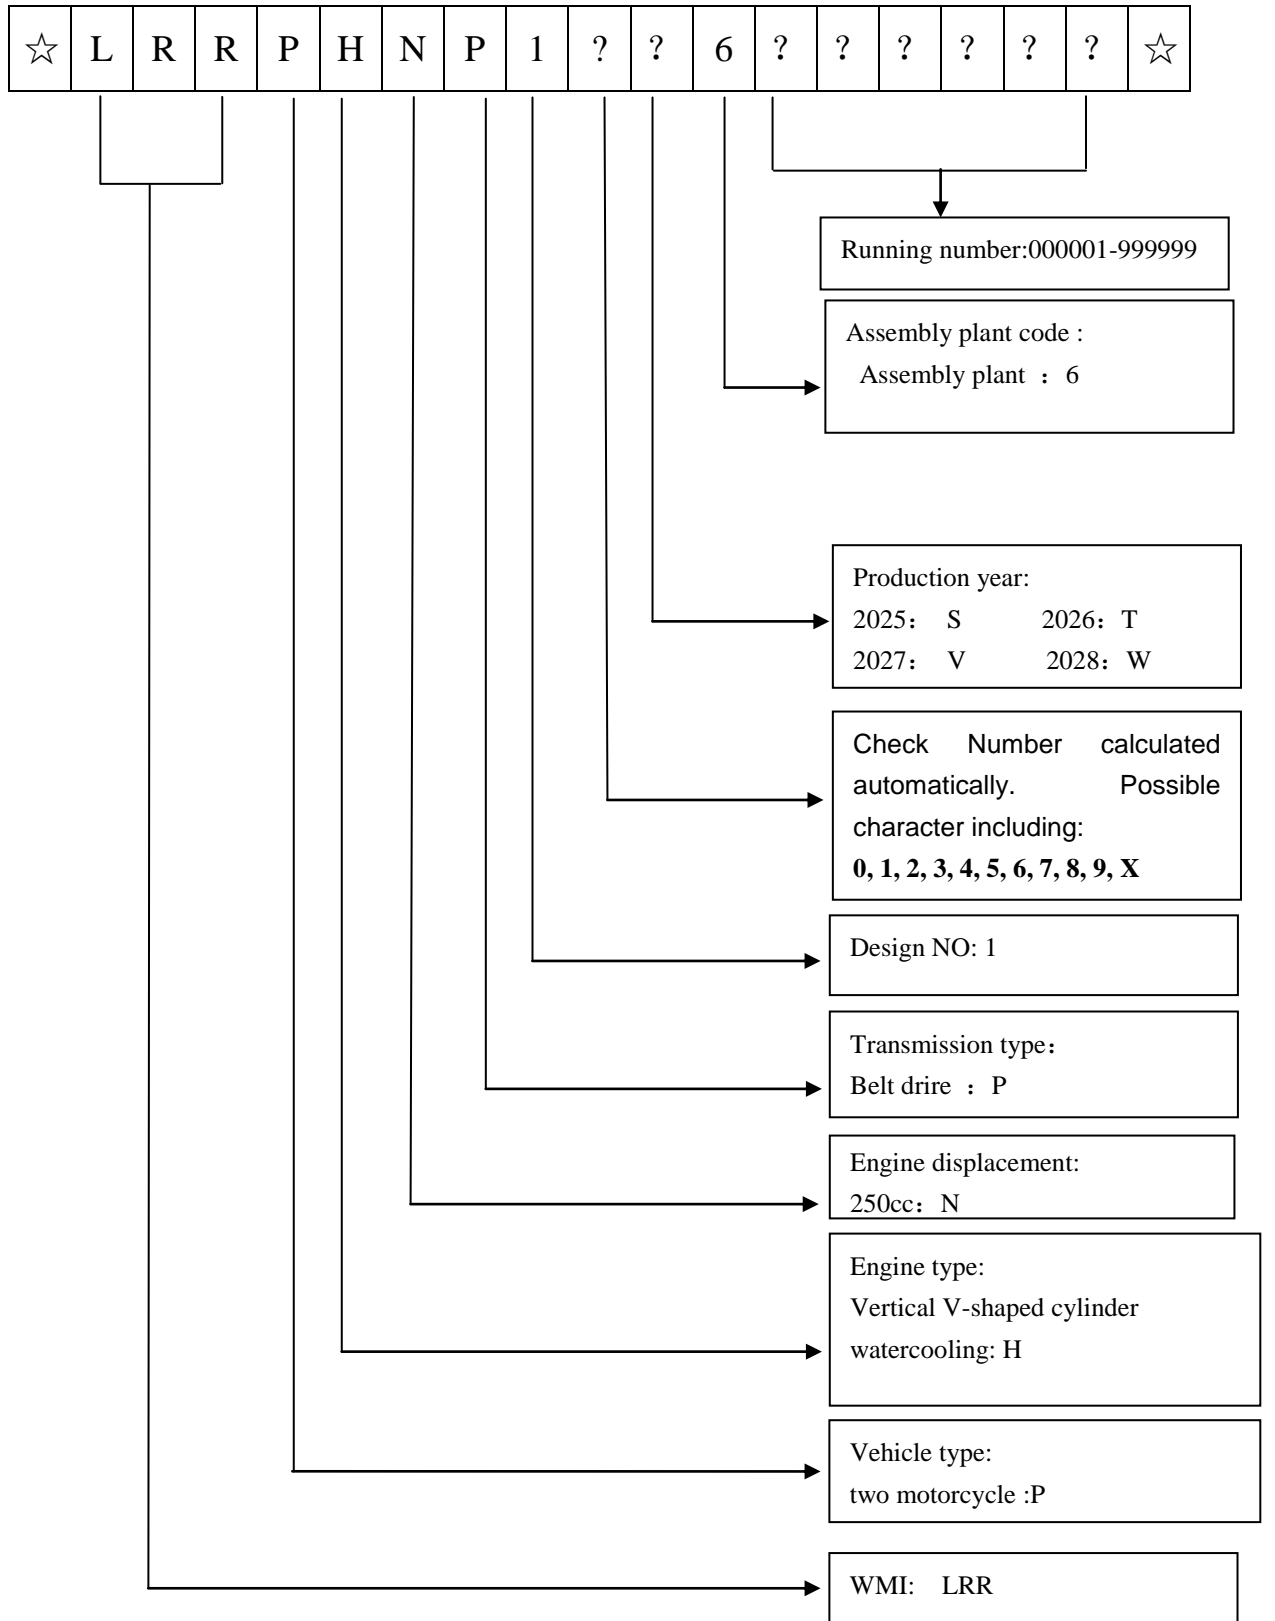 ☆ L R R P H N P 1 ? ? 6 ? ? ? ? ? ? ☆
Running number:000001-999999
Assembly plant code :
Assembly plant ：6
Production year:
2025： S 2026：T
2027： V 2028：W
Check Number calculated
automatically. Possible
character including:
0, 1, 2, 3, 4, 5, 6, 7, 8, 9, X
Design NO: 1
Transmission type：
Belt drire ：P
Engine displacement:
250cc：N
Engine type:
Vertical V-shaped cylinder
watercooling: H
Vehicle type:
two motorcycle :P
WMI: LRR